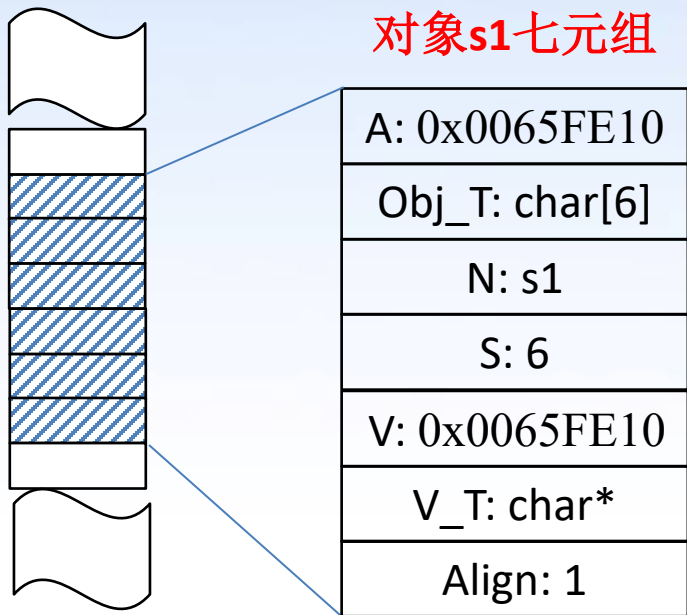 对象s1七元组
A: 0x0065FE10
Obj_T: char[6]
N: s1
S: 6
V: 0x0065FE10
V_T: char*
Align: 1